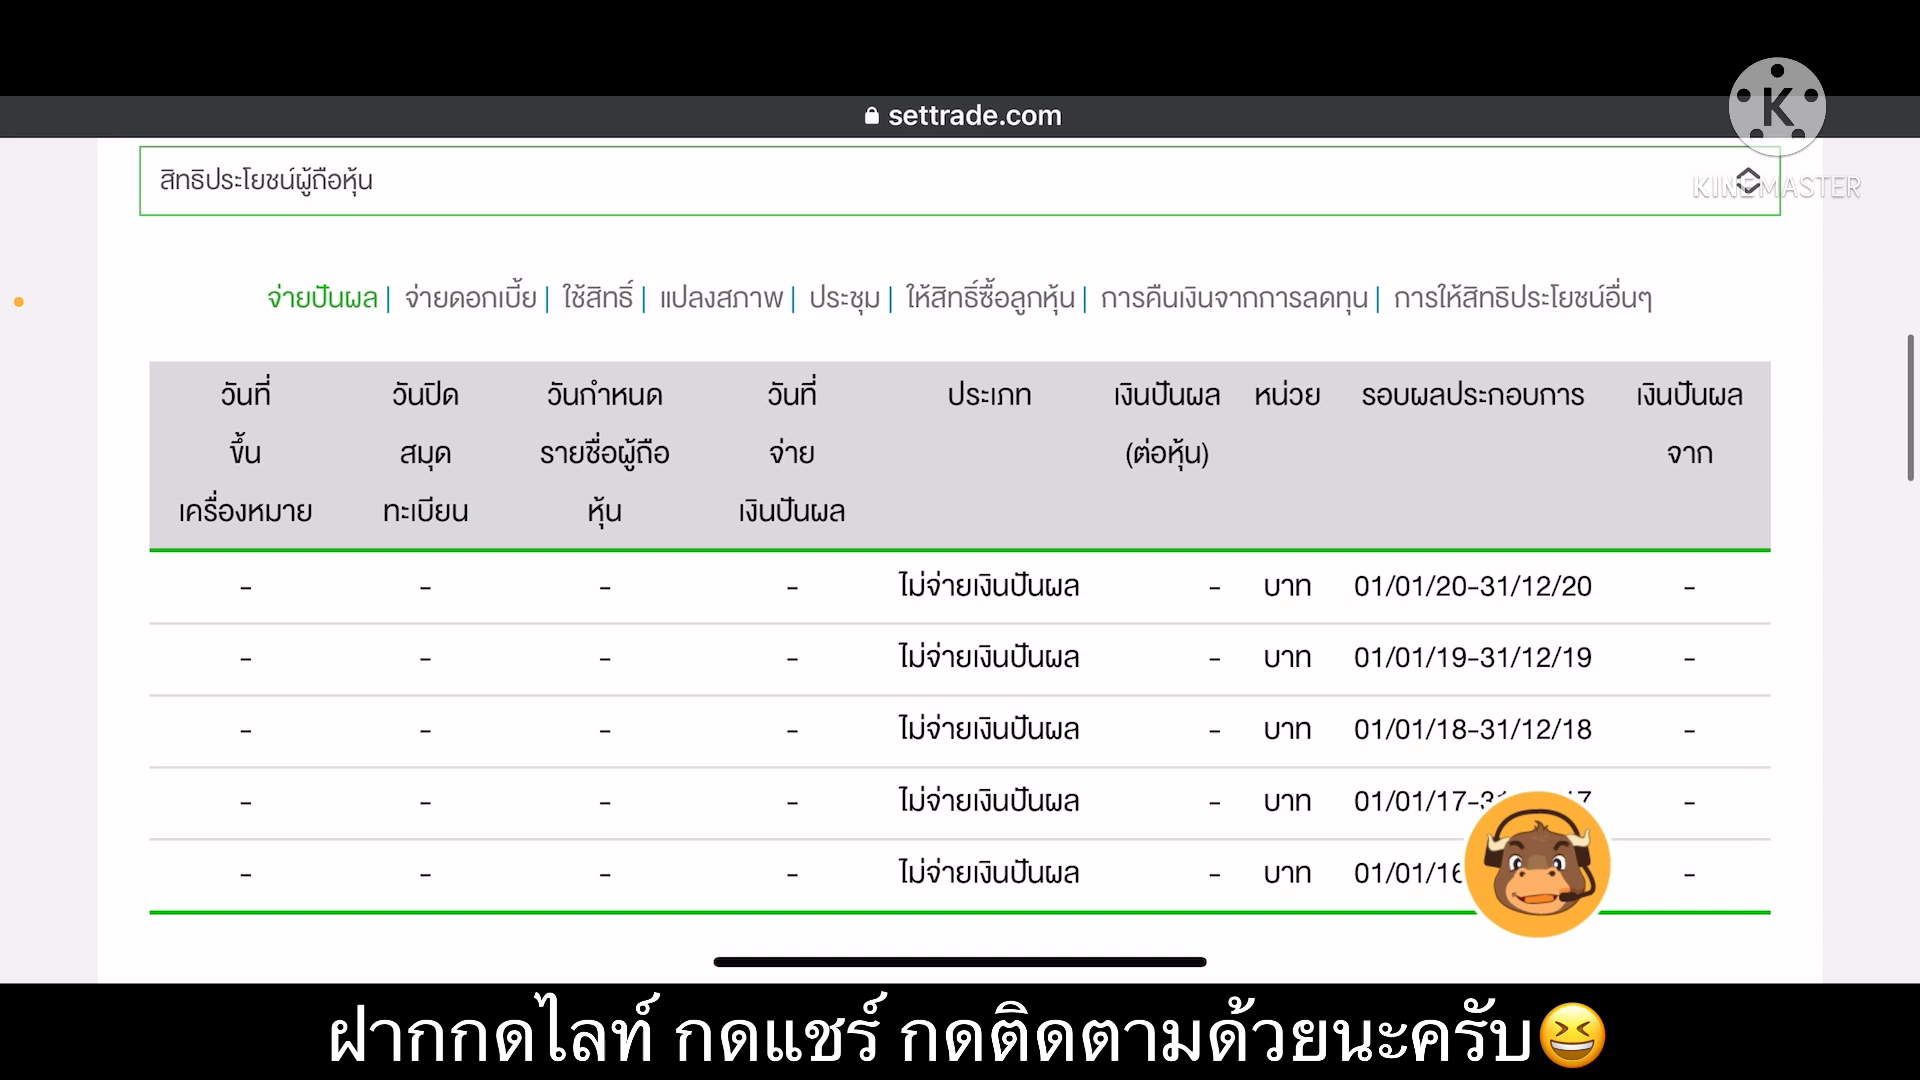 settrade.com
K
KINEMASTER
สิทธิประโยชน์ผู้ถือหุ้น
จ่ายปันผล | จ่ายดอกเบี้ย | ใช้สิทธิ์ | แปลงสภาพ | ประชุม | ให้สิทธิ์ซื้อลูกหุ้น | การคืนเงินจากการลดทุน | การให้สิทธิประโยชน์อื่นๆ
วันที่ วันปิด วันกำหนด วันที่ ประเภท เงินปันผล หน่วย รอบผลประกอบการ เงินปันผล
ขึ้น สมุด รายชื่อผู้ถือ จ่าย (ต่อหุ้น) จาก
เครื่องหมาย ทะเบียน หุ้น เงินปันผล
- - - - ไม่จ่ายเงินปันผล - บาท 01/01/20-31/12/20 -
- - - - ไม่จ่ายเงินปันผล - บาท 01/01/19-31/12/19 -
- - - - ไม่จ่ายเงินปันผล - บาท 01/01/18-31/12/18 -
- - - - ไม่จ่ายเงินปันผล - บาท 01/01/17- -
- - - - ไม่จ่ายเงินปันผล - บาท 01/01/16 -
ฝากกดไลท์ กดแชร์ กดติดตามด้วยนะครับ😆